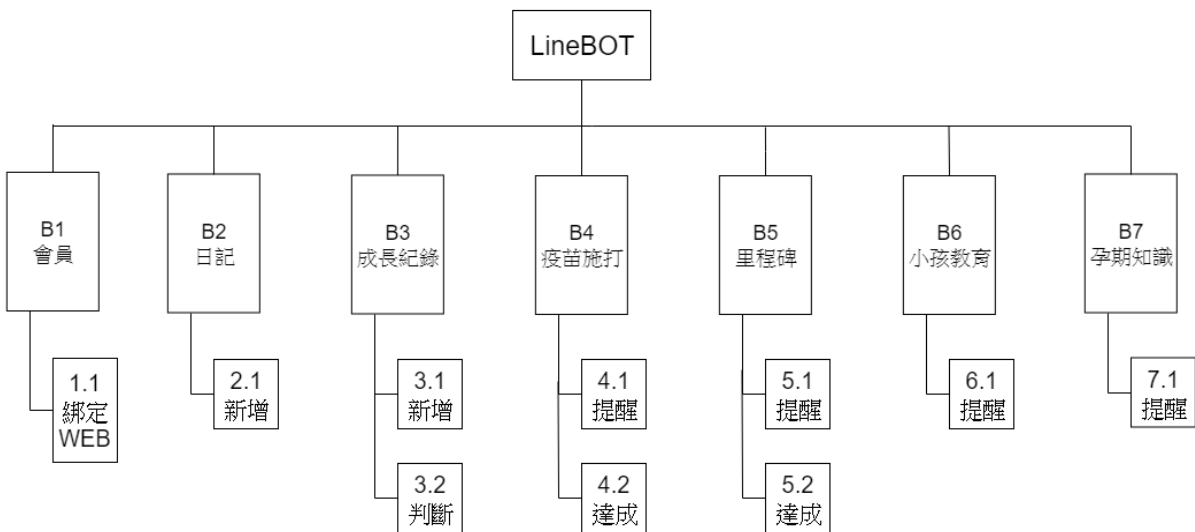 LineBOT
B1
會員
B2
日記
B3
成長紀錄
B4
疫苗施打
B5
里程碑
B6
小孩教育
B7
孕期知識
1.1
綁定
WEB
2.1
新增
3.1
新增
4.1
提醒
5.1
提醒
6.1
提醒
7.1
提醒
3.2
判斷
4.2
達成
5.2
達成